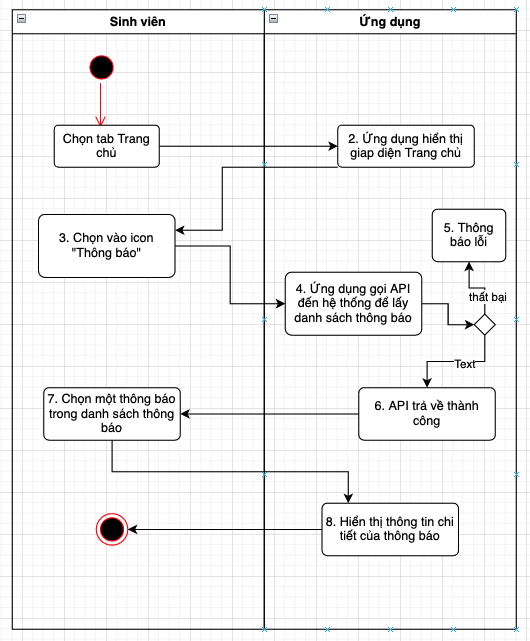 Sinh viên
Ứng dụng
Chọn tab Trang
chủ
2. Ứng dụng hiển thị
giap diện Trang chủ
3. Chọn vào icon
"Thông báo"
5. Thông
báo lỗi
4. Ứng dụng gọi API
đến hệ thống để lấy
danh sách thông báo
thất bại
Text
7. Chọn một thông báo
trong danh sách thông
báo
6. API trả về thành
công
8. Hiển thị thông tin chi
tiết của thông báo